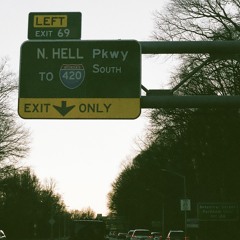 LEFT
EXIT 69
N. HELL Pkwy
South
TO 420
EXIT ONLY